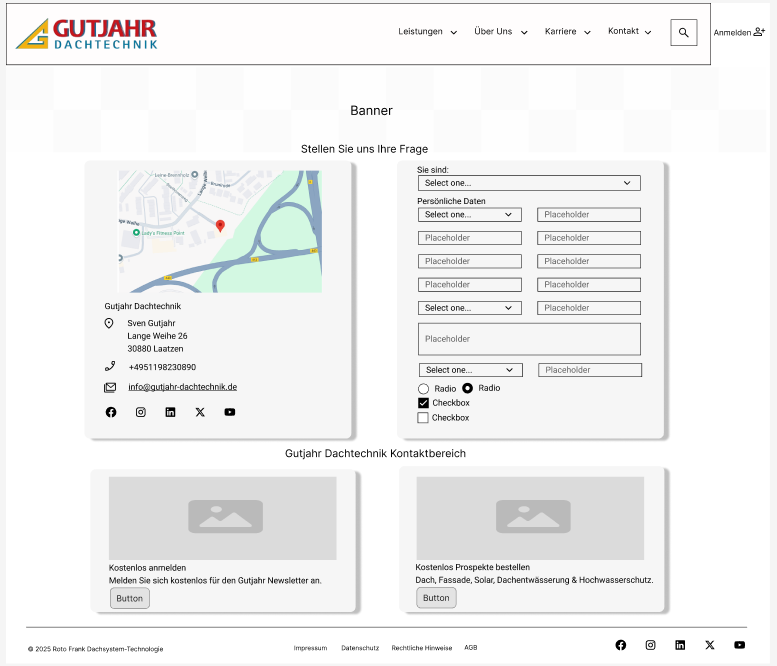 GUTJAHR
DACHTECHNIK
Leistungen
Über Uns
Karriere
Kontakt
Anmelden
Banner
Stellen Sie uns Ihre Frage
Leine-Brennholz
Lange Weihe
Lady's Fitness Point
Gutjahr Dachtechnik
Sven Gutjahr
Lange Weihe 26
30880 Laatzen
+4951198230890
info@gutjahr-dachtechnik.de
Sie sind:
Select one...
Persönliche Daten
Select one... Placeholder
Placeholder Placeholder
Placeholder Placeholder
Placeholder Placeholder
Select one... Placeholder
Placeholder
Select one... Placeholder
Radio Radio
Checkbox
Checkbox
Gutjahr Dachtechnik Kontaktbereich
Kostenlos anmelden
Melden Sie sich kostenlos für den Gutjahr Newsletter an.
Button
Kostenlos Prospekte bestellen
Dach, Fassade, Solar, Dachentwässerung & Hochwasserschutz.
Button
© 2025 Roto Frank Dachsystem-Technologie
Impressum Datenschutz Rechtliche Hinweise AGB